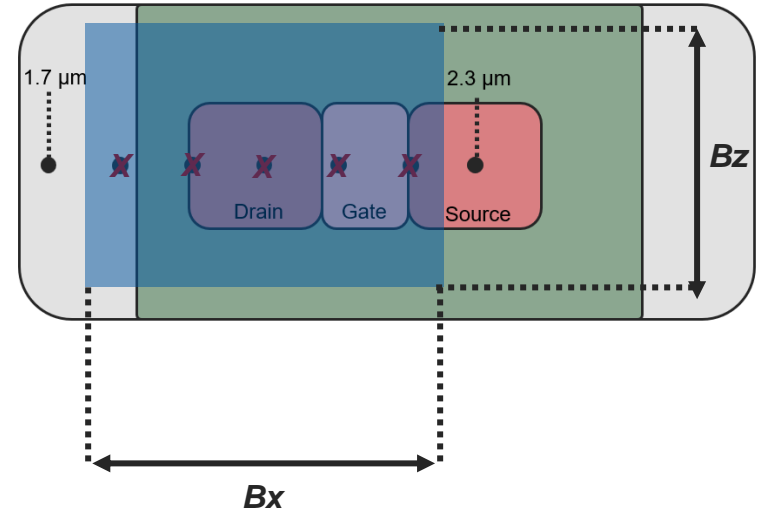 1.7 µm
2.3 µm
X X X X X
Drain
Gate
Source
Bz
Bx